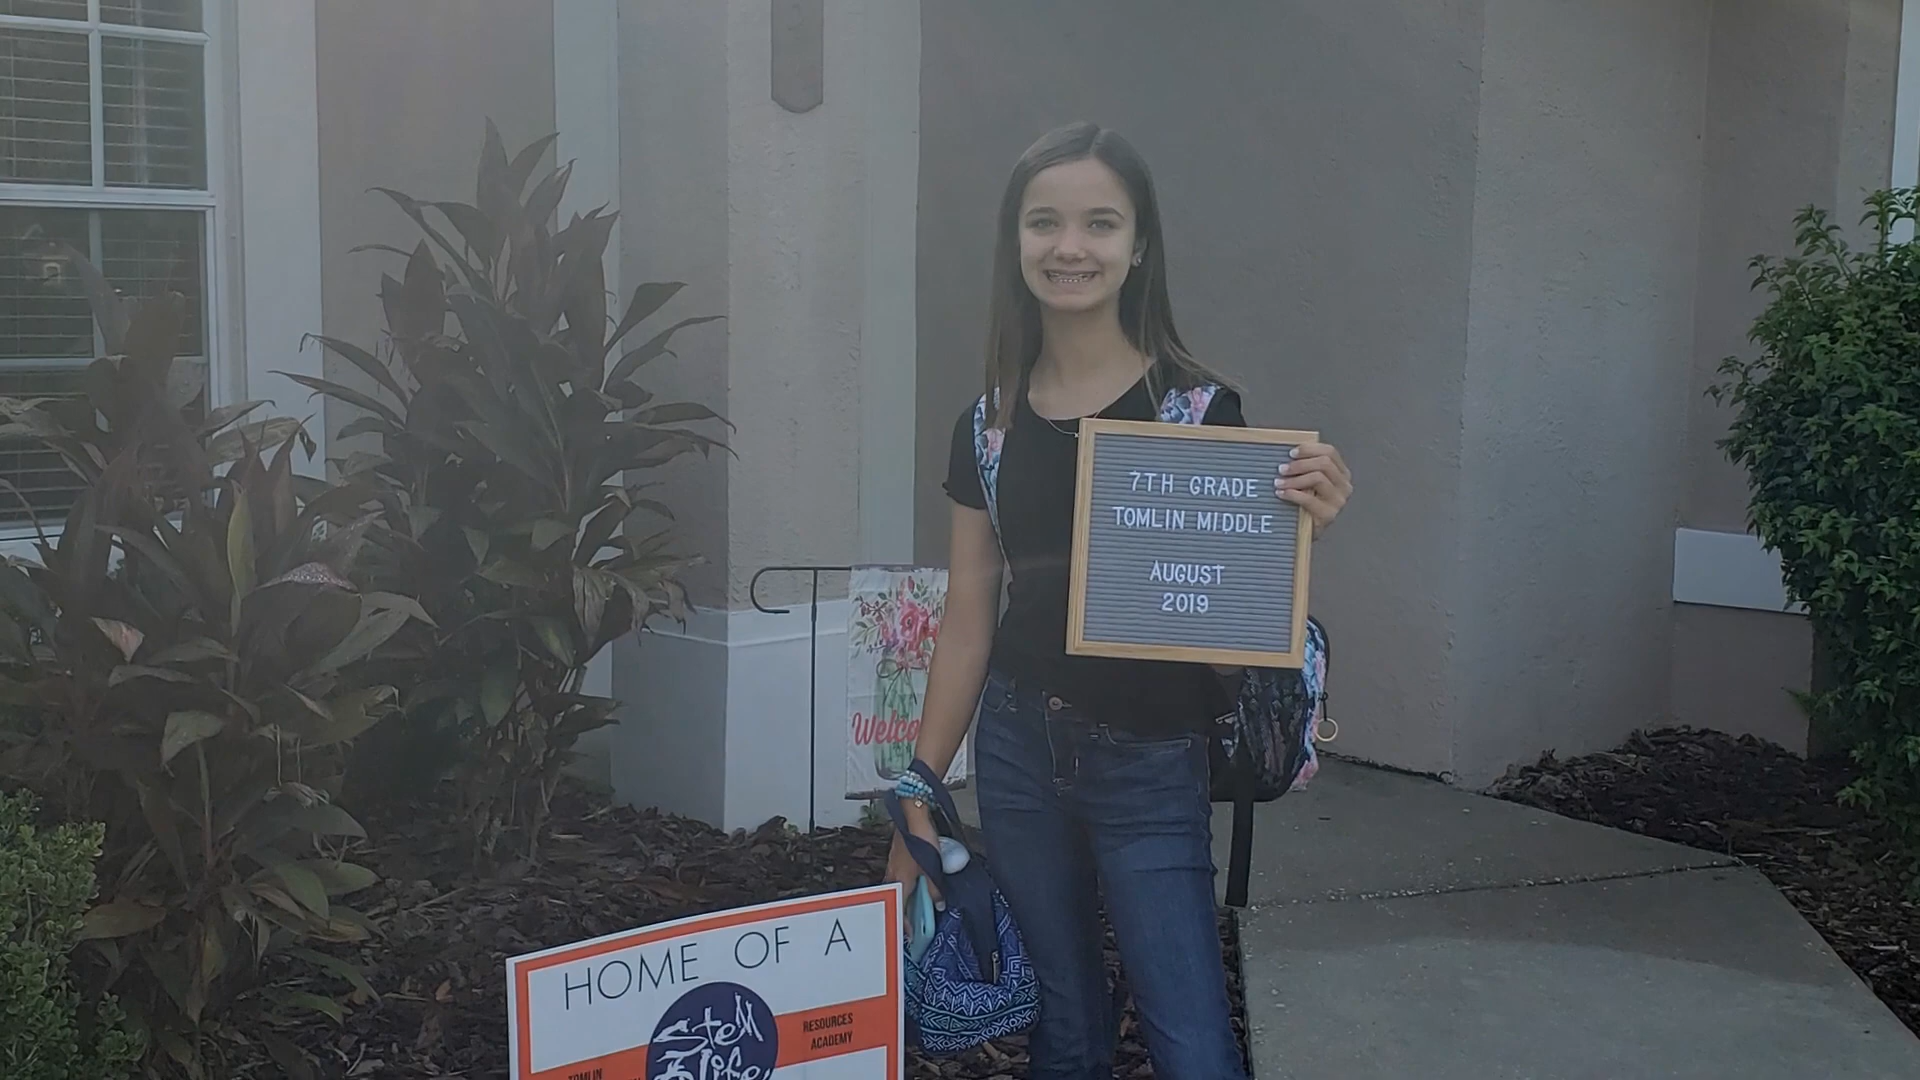 7TH GRADE
TOMLIN MIDDLE
AUGUST
2019
Welco
HOME OF A
SteM
Life
RESOURCES
ACADEMY
TOMLIN